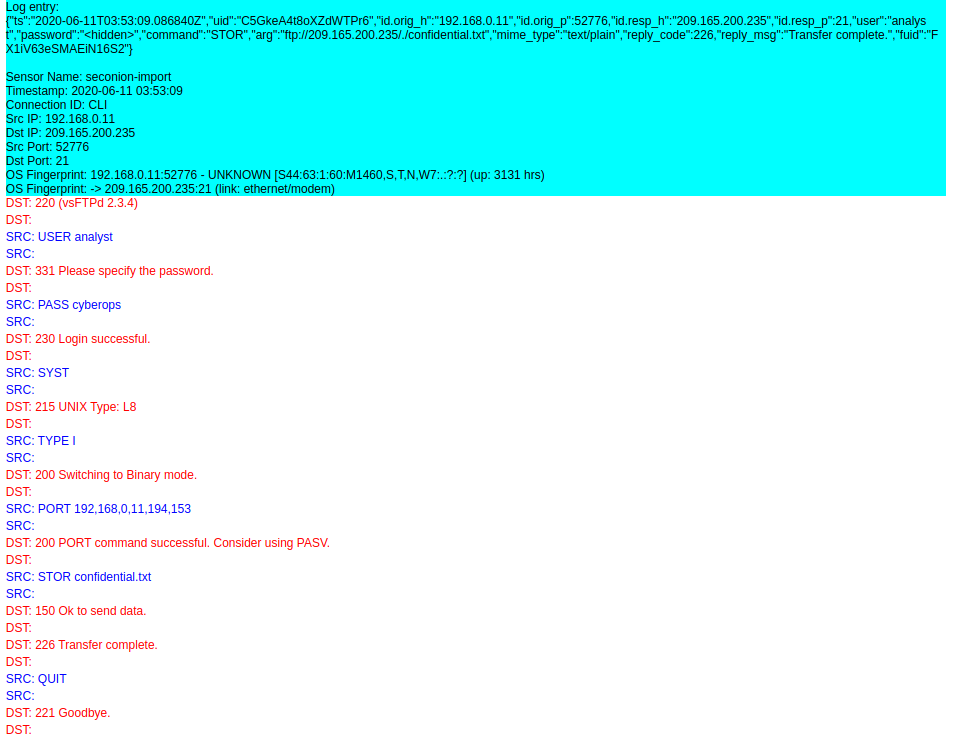 Log entry:
{"ts":"2020-06-11T03:53:09.086840Z","uid":"C5GkeA4t8oXZdWTPr6","id.orig_h":"192.168.0.11","id.orig_p":52776,"id.resp_h":"209.165.200.235","id.resp_p":21,"user":"analys
t","password":"<hidden>","command":"STOR","arg":"ftp://209.165.200.235/./confidential.txt","mime_type":"text/plain","reply_code":226,"reply_msg":"Transfer complete.","fuid":"F
X1iV63eSMAEiN16S2"}
Sensor Name: seconion-import
Timestamp: 2020-06-11 03:53:09
Connection ID: CLI
Src IP: 192.168.0.11
Dst IP: 209.165.200.235
Src Port: 52776
Dst Port: 21
OS Fingerprint: 192.168.0.11:52776 - UNKNOWN [S44:63:1:60:M1460,S,T,N,W7:.:?:?] (up: 3131 hrs)
OS Fingerprint: -> 209.165.200.235:21 (link: ethernet/modem)
DST: 220 (vsFTPd 2.3.4)
DST:
SRC: USER analyst
SRC:
DST: 331 Please specify the password.
DST:
SRC: PASS cyberops
SRC:
DST: 230 Login successful.
DST:
SRC: SYST
SRC:
DST: 215 UNIX Type: L8
DST:
SRC: TYPE I
SRC:
DST: 200 Switching to Binary mode.
DST:
SRC: PORT 192,168,0,11,194,153
SRC:
DST: 200 PORT command successful. Consider using PASV.
DST:
SRC: STOR confidential.txt
SRC:
DST: 150 Ok to send data.
DST:
DST: 226 Transfer complete.
DST:
SRC: QUIT
SRC:
DST: 221 Goodbye.
DST: